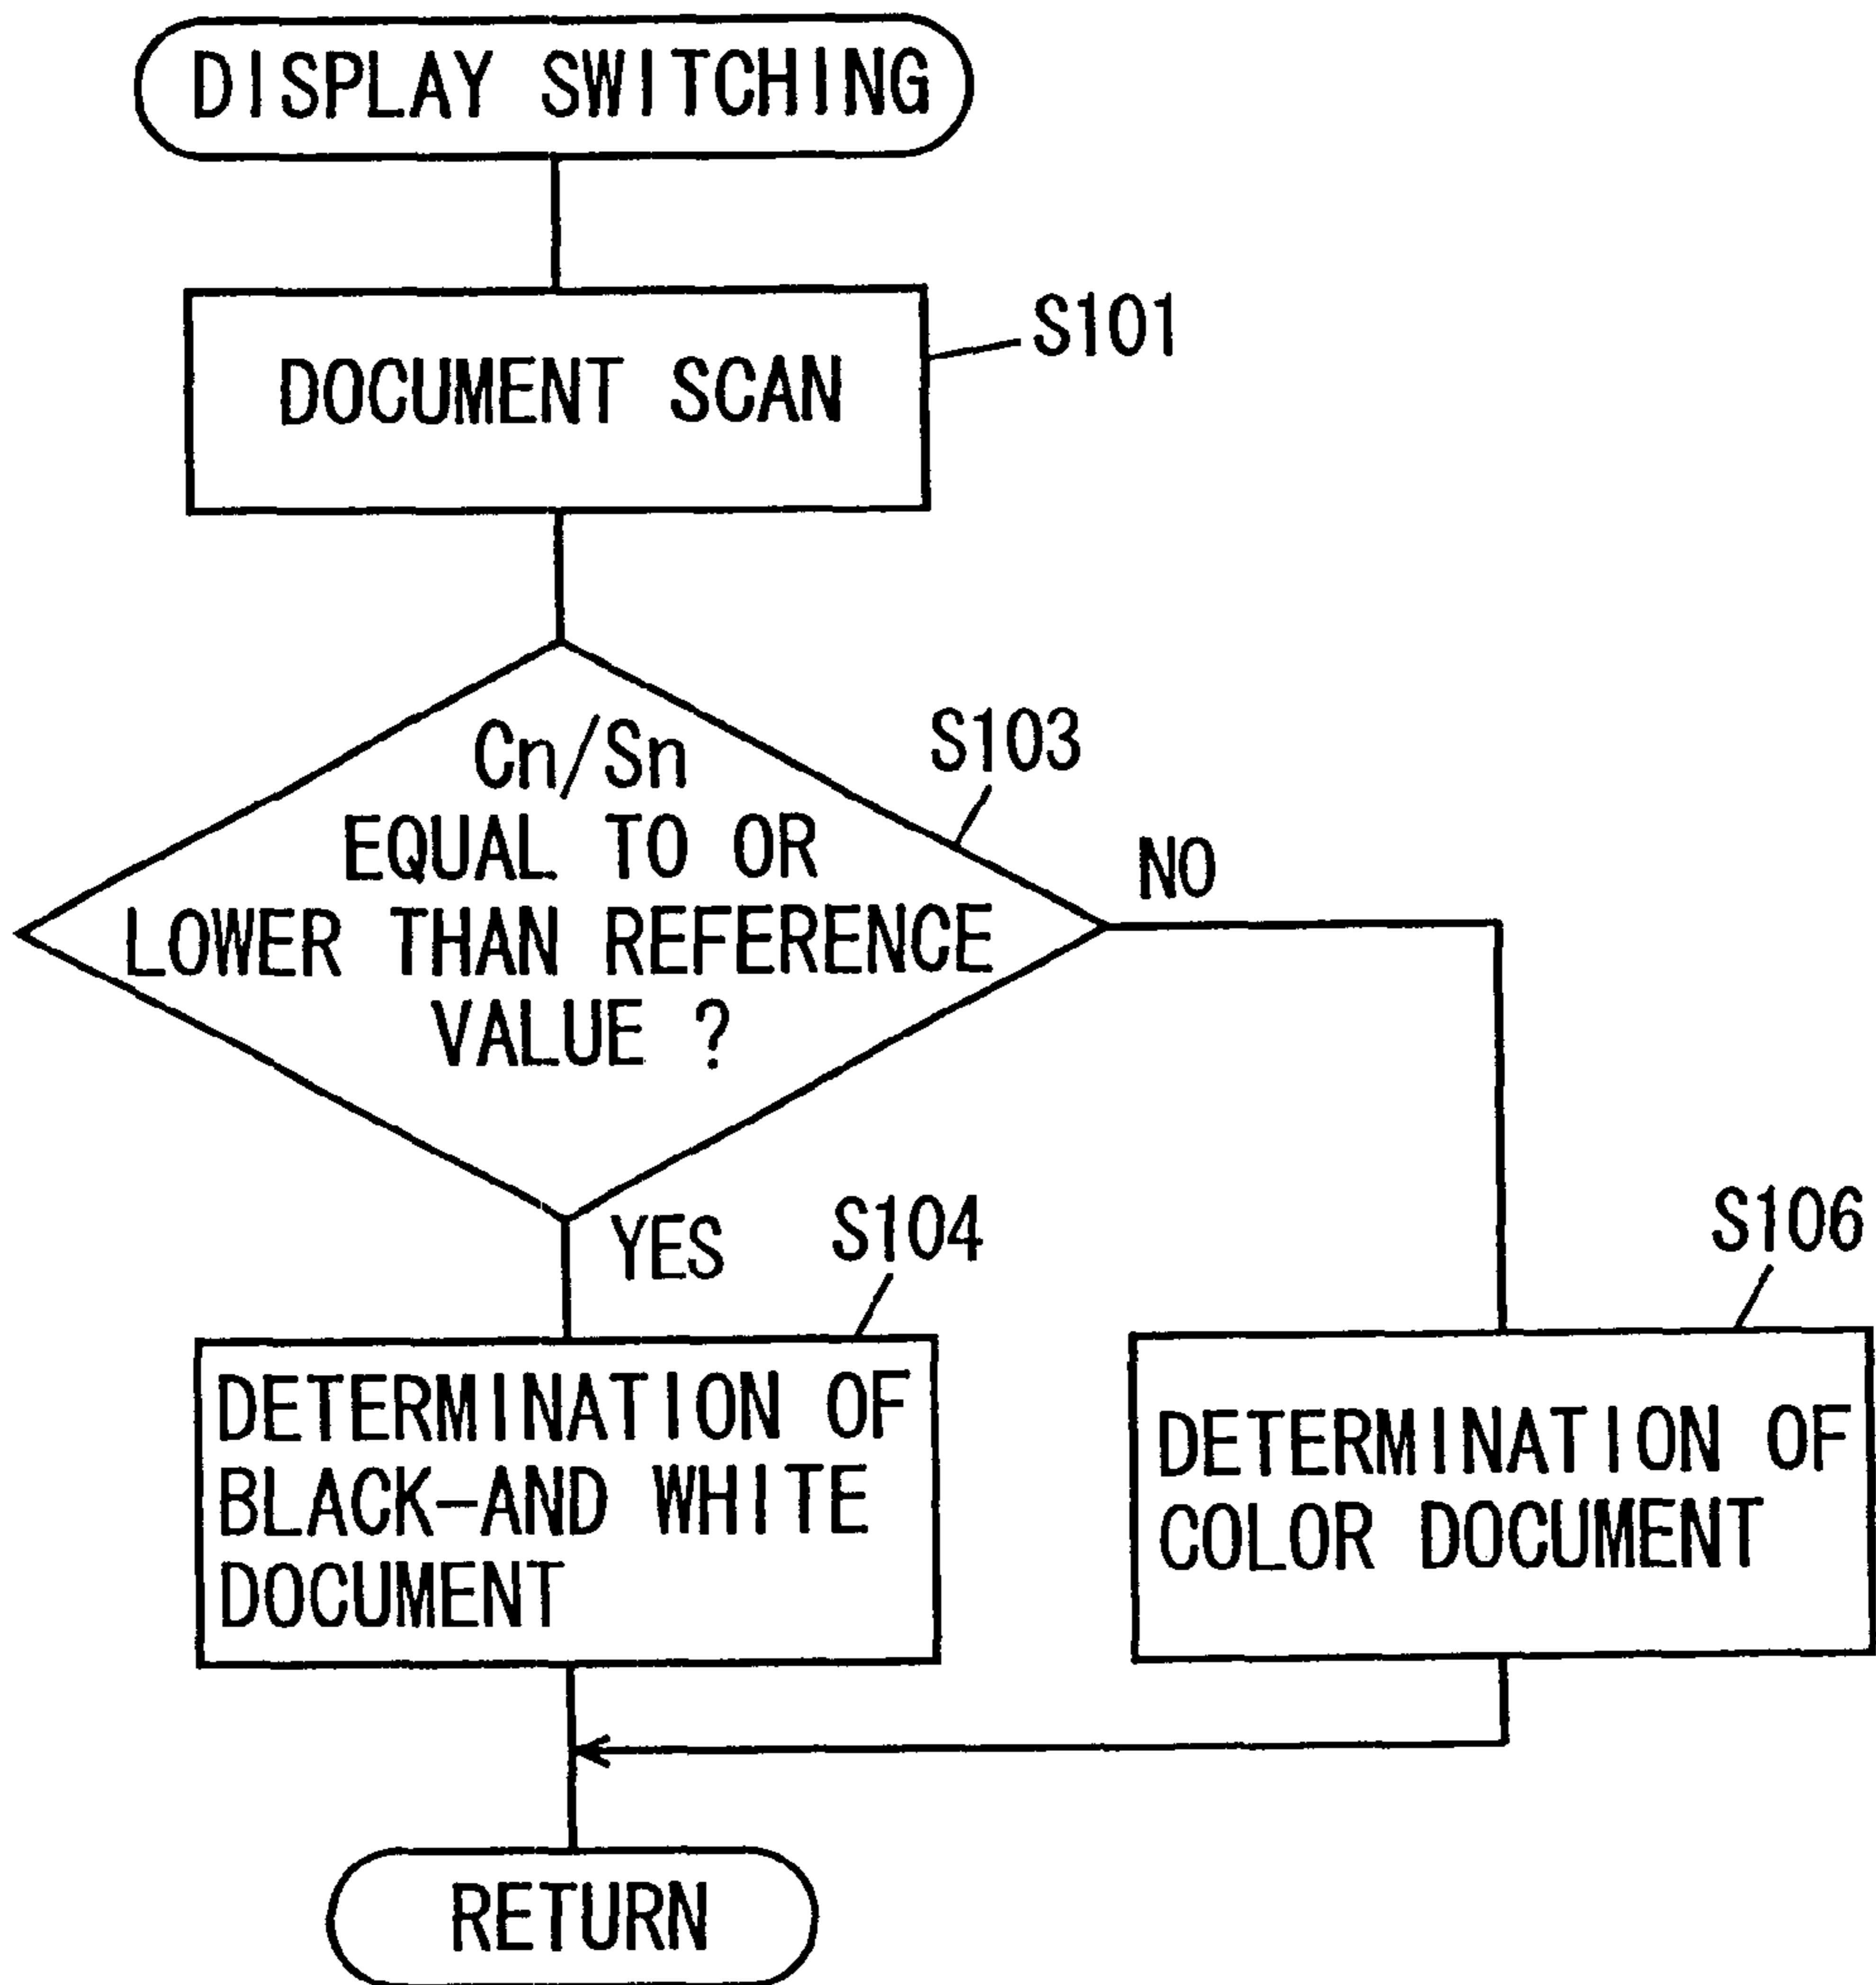 DISPLAY SWITCHING
DOCUMENT SCAN
S101
Cn/Sn
EQUAL TO OR
LOWER THAN REFERENCE
VALUE ?
S103
NO
YES
S104
S106
DETERMINATION OF
BLACK-AND WHITE
DOCUMENT
DETERMINATION OF
COLOR DOCUMENT
RETURN